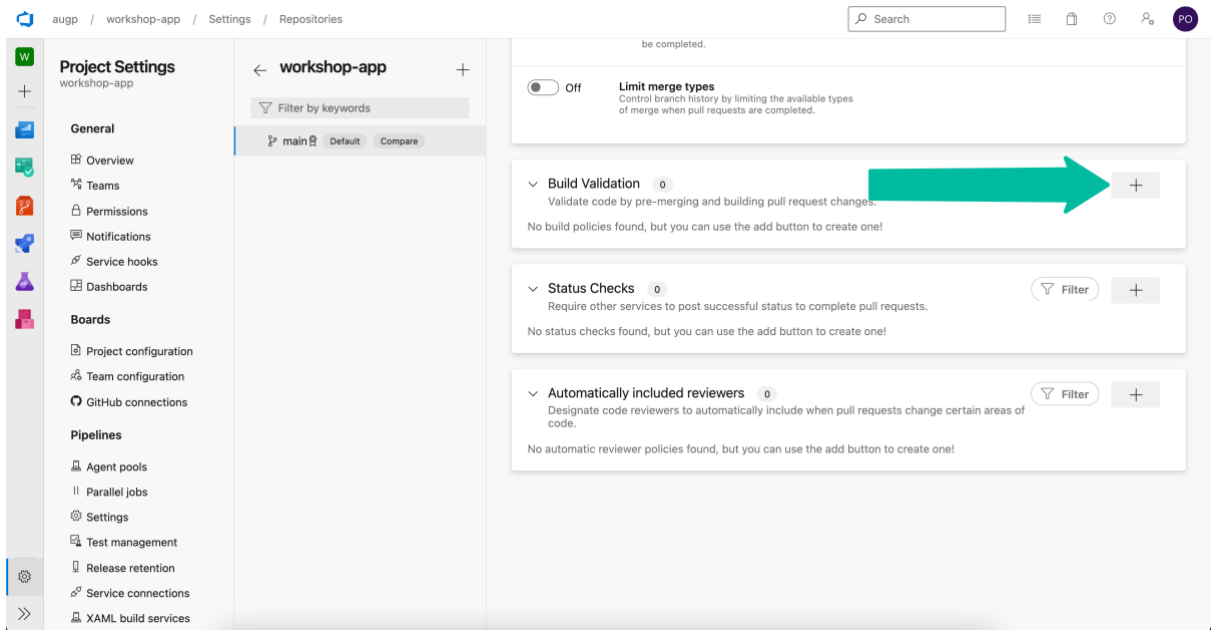 augp / workshop-app / Settings / Repositories
Search
PO
W
Project Settings
workshop-app
General
Overview
Teams
Permissions
Notifications
Service hooks
Dashboards
Boards
Project configuration
Team configuration
GitHub connections
Pipelines
Agent pools
Parallel jobs
Settings
Test management
Release retention
Service connections
XAML build services
workshop-app
Filter by keywords
main Default Compare
be completed.
Off
Limit merge types
Control branch history by limiting the available types
of merge when pull requests are completed.
Build Validation 0
Validate code by pre-merging and building pull request changes.
No build policies found, but you can use the add button to create one!
Status Checks 0
Filter
Require other services to post successful status to complete pull requests.
No status checks found, but you can use the add button to create one!
Automatically included reviewers 0
Filter
Designate code reviewers to automatically include when pull requests change certain areas of
code.
No automatic reviewer policies found, but you can use the add button to create one!